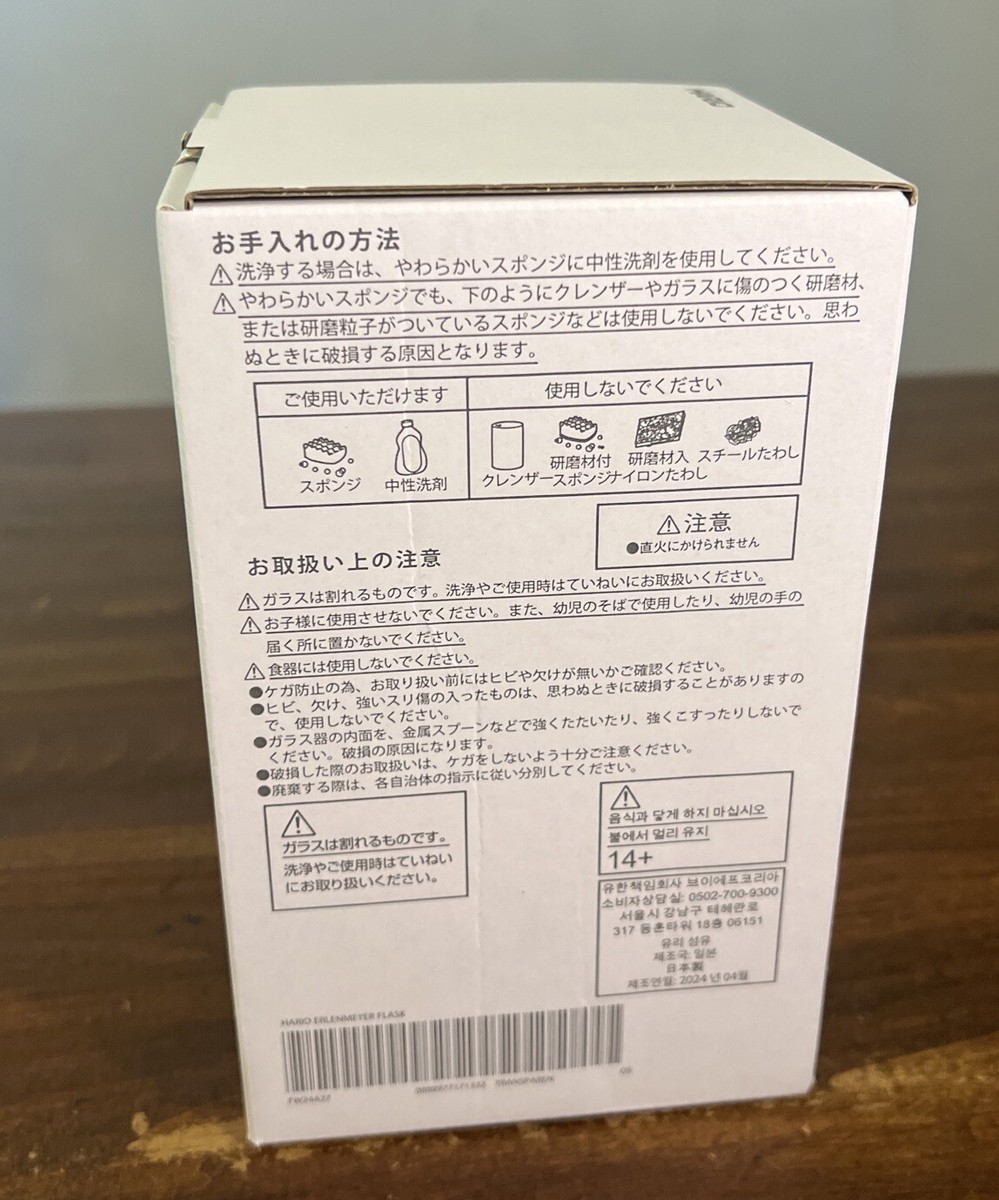 HARIO
お手入れの方法
⚠洗浄する場合は、やわらかいスポンジに中性洗剤を使用してください。
⚠やわらかいスポンジでも、下のようにクレンザーやガラスに傷のつく研磨材、
または研磨粒子がついているスポンジなどは使用しないでください。思わ
ぬときに破損する原因となります。
ご使用いただけます
使用しないでください
スポンジ
中性洗剤
クレンザー
研磨材付
スポンジ
研磨材入
ナイロンたわし
スチールたわし
⚠注意
●直火にかけられません
お取扱い上の注意
⚠ガラスは割れるものです。洗浄やご使用時はていねいにお取扱いください。
⚠お子様に使用させないでください。また、幼児のそばで使用したり、幼児の手の
届く所に置かないでください。
⚠食器には使用しないでください。
●ケガ防止の為、お取り扱い前にはヒビや欠けが無いかご確認ください。
●ヒビ、欠け、強いスリ傷の入ったものは、思わぬときに破損することがありますの
で、使用しないでください。
●ガラス器の内面を、金属スプーンなどで強くたたいたり、強くこすったりしないで
ください。破損の原因になります。
●破損した際のお取扱いは、ケガをしないよう十分ご注意ください。
●廃棄する際は、各自治体の指示に従い分別してください。
⚠
ガラスは割れるものです。
洗浄やご使用時はていねい
にお取り扱いください。
⚠
음식과 닿게 하지 마십시오
불에서 멀리 유지
14+
유한책임회사 브이에프코리아
소비자상담실: 0502-700-9300
서울시 강남구 테헤란로
317 동훈타워 18층 06151
유리 섬유
제조국: 일본
日本製
제조연월: 2024년 04월
HARIO ERLENMEYER FLASK
OS